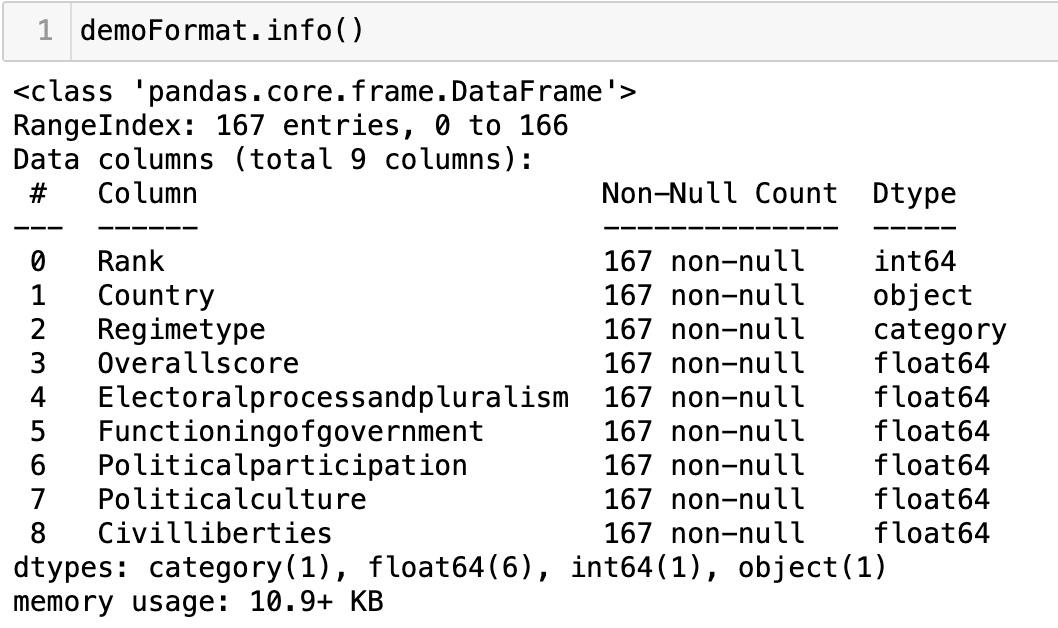 1 demoFormat.info()
<class 'pandas.core.frame.DataFrame'>
RangeIndex: 167 entries, 0 to 166
Data columns (total 9 columns):
 #   Column                        Non-Null Count  Dtype
---  ------                        --------------  -----
 0   Rank                          167 non-null    int64
 1   Country                       167 non-null    object
 2   Regimetype                    167 non-null    category
 3   Overallscore                  167 non-null    float64
 4   Electoralprocessandpluralism  167 non-null    float64
 5   Functioningofgovernment       167 non-null    float64
 6   Politicalparticipation        167 non-null    float64
 7   Politicalculture              167 non-null    float64
 8   Civilliberties                167 non-null    float64
dtypes: category(1), float64(6), int64(1), object(1)
memory usage: 10.9+ KB